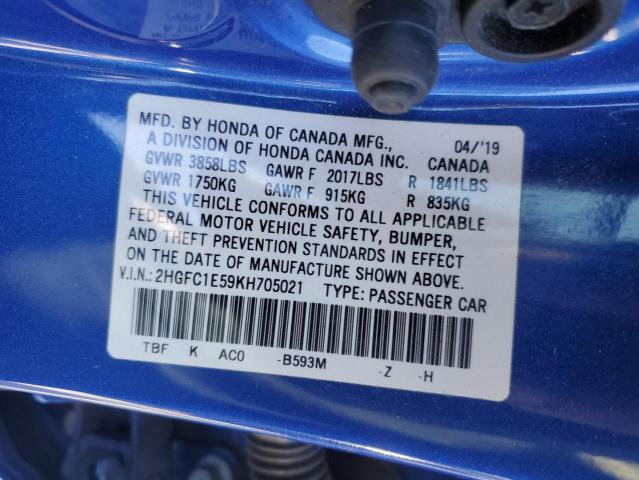 MFD. BY HONDA OF CANADA MFG., 04/'19
A DIVISION OF HONDA CANADA INC. CANADA
GVWR 3858LBS GAWR F 2017LBS R 1841LBS
GVWR 1750KG GAWR F 915KG R 835KG
THIS VEHICLE CONFORMS TO ALL APPLICABLE
FEDERAL MOTOR VEHICLE SAFETY, BUMPER,
AND THEFT PREVENTION STANDARDS IN EFFECT
ON THE DATE OF MANUFACTURE SHOWN ABOVE.
V.I.N.: 2HGFC1E59KH705021 TYPE: PASSENGER CAR
TBF K AC0 -B593M -Z -H